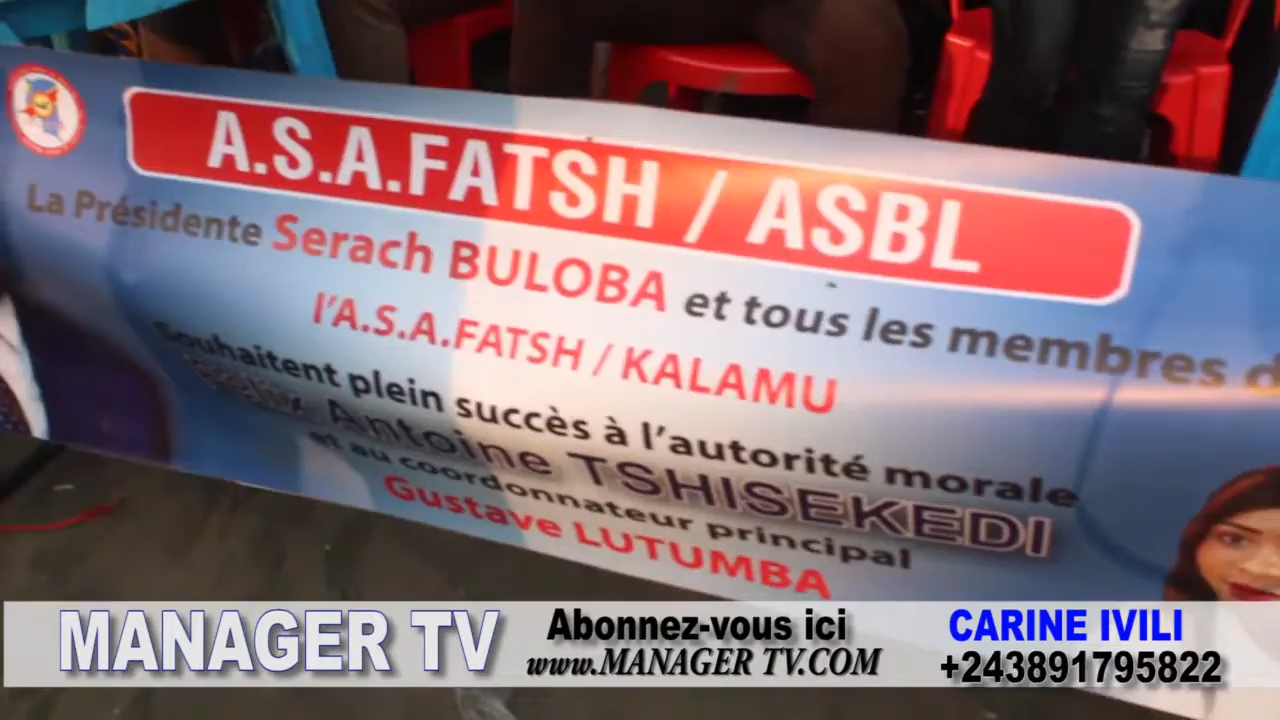 A.S.A.FATSH / ASBL
La Présidente Serach BULOBA et tous les membres d
l'A.S.A.FATSH / KALAMU
Souhaitent plein succès à l'autorité morale
Félix Antoine TSHISEKEDI
et au coordonnateur principal
Gustave LUTUMBA
MANAGER TV
Abonnez-vous ici
www.MANAGER TV.COM
CARINE IVILI
+243891795822